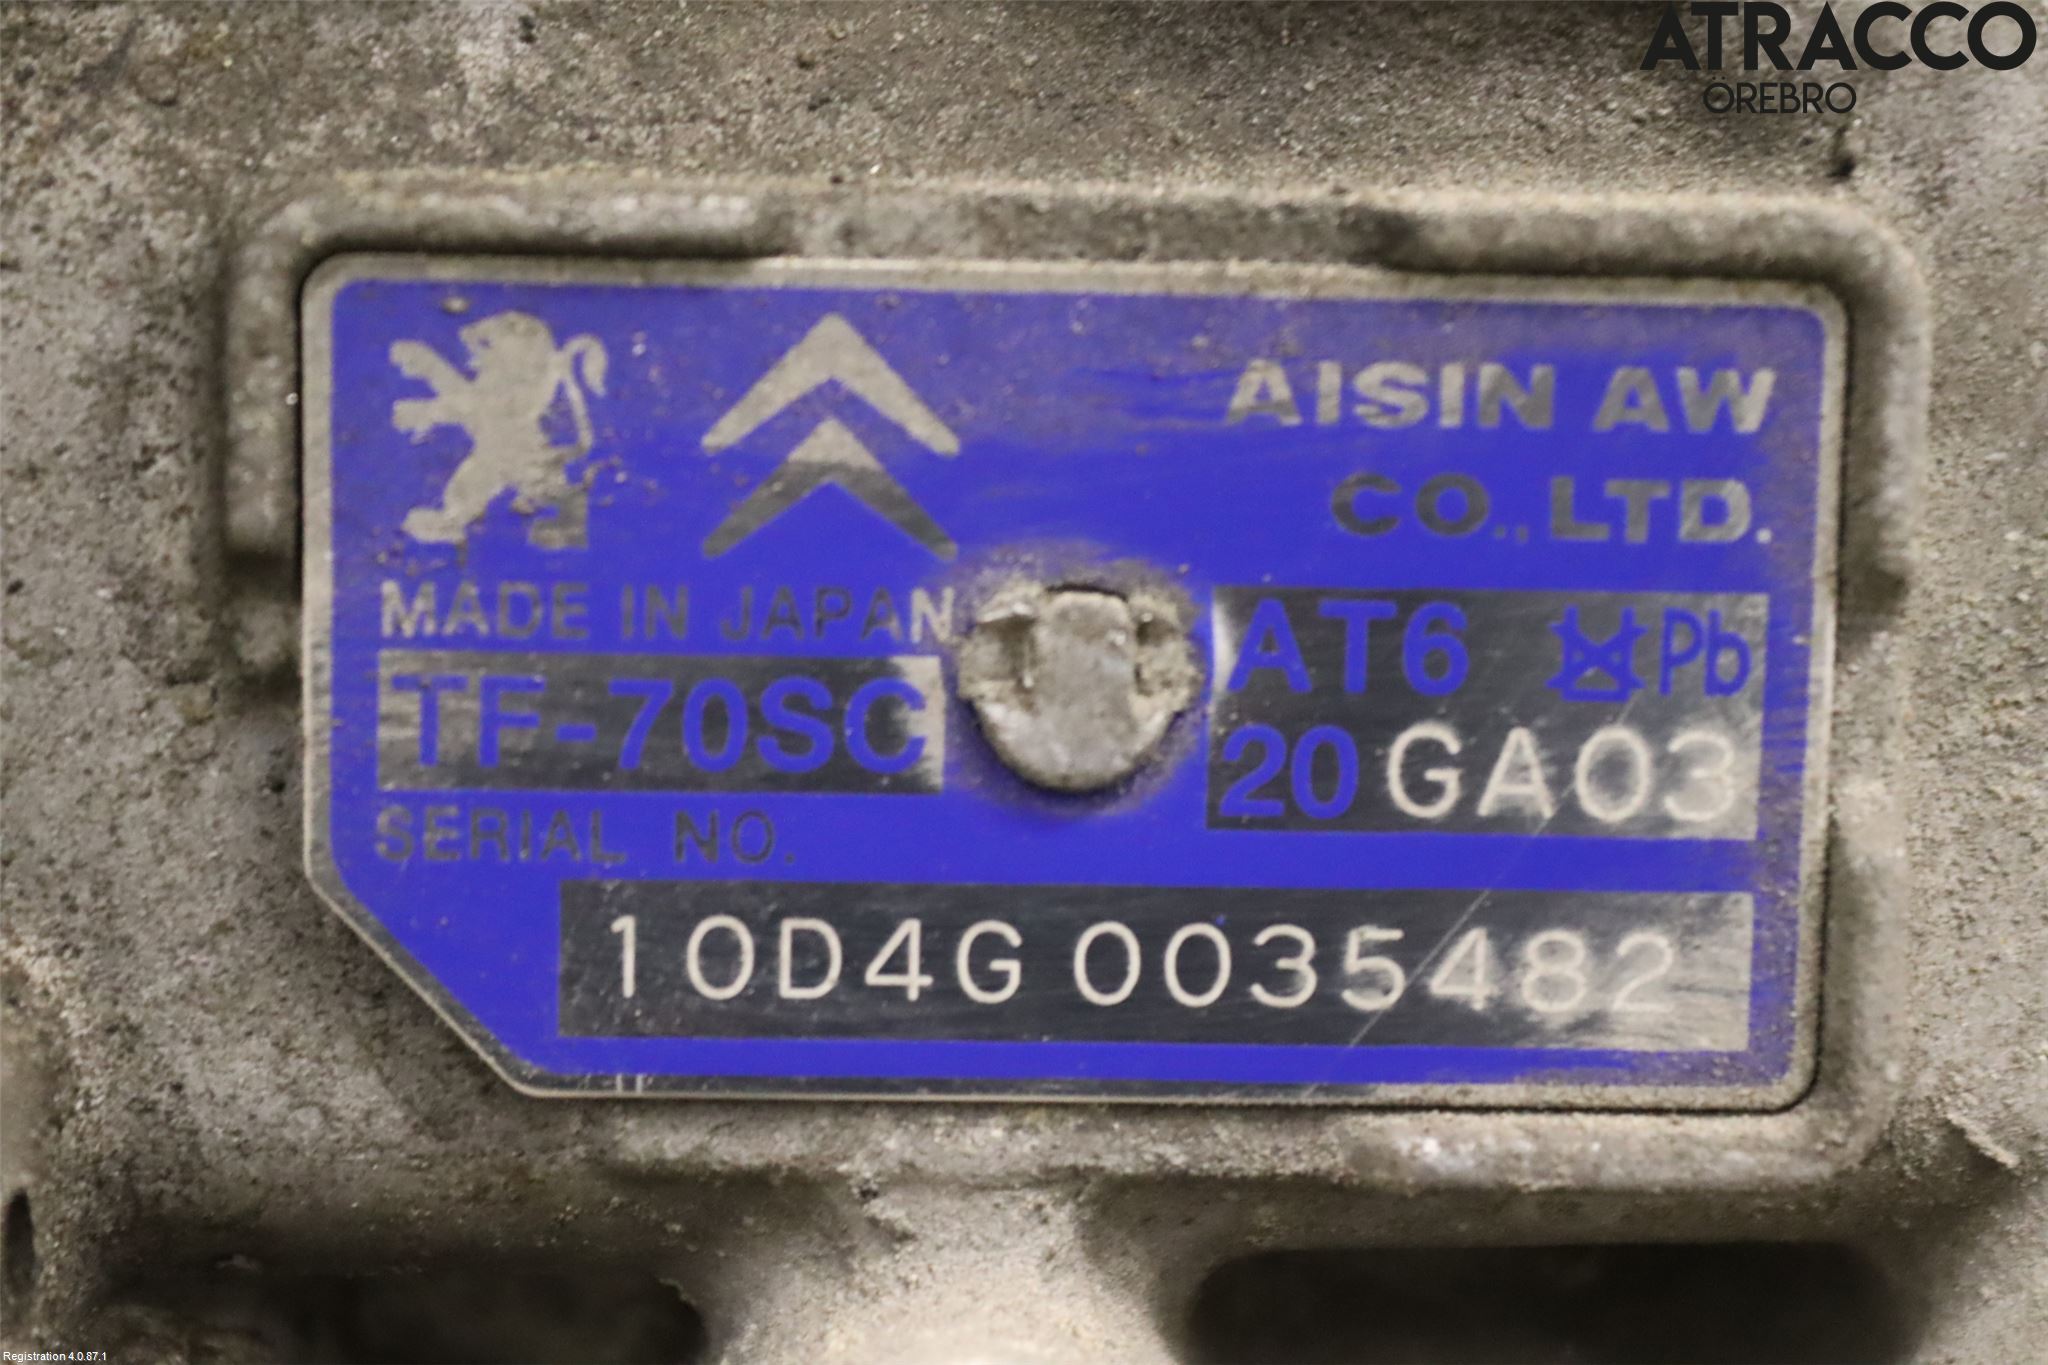 ATRACCO
ÖREBRO
AISIN AW
CO., LTD.
MADE IN JAPAN
TF-70SC
AT6 Pb
20 GA03
SERIAL NO.
10D4G 0035482
Registration 4.0.87.1